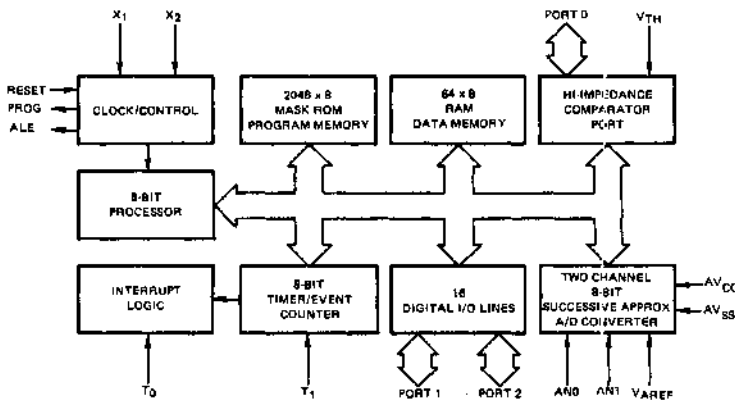 X1
X2
PORT 0
VTH
RESET
PROG
ALE
CLOCK/CONTROL
2048 x 8
MASK ROM
PROGRAM MEMORY
64 x 8
RAM
DATA MEMORY
HI-IMPEDANCE
COMPARATOR
PORT
8-BIT
PROCESSOR
INTERRUPT
LOGIC
8-BIT
TIMER/EVENT
COUNTER
16
DIGITAL I/O LINES
TWO CHANNEL
8-BIT
SUCCESSIVE APPROX
A/D CONVERTER
AVCC
AVSS
T0
T1
PORT 1
PORT 2
AN0
AN1
VAREF